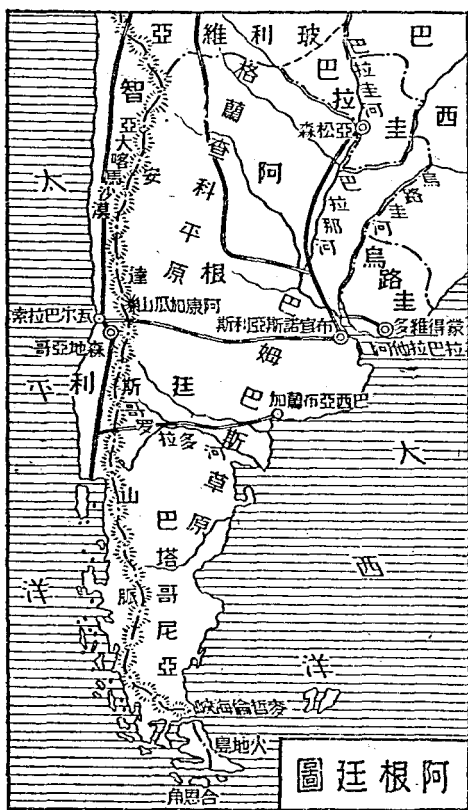 玻利維亞
巴西
巴拉圭河
巴拉圭
亞松森
格蘭查科平原
智利
亞大喀馬沙漠
安達斯山脈
阿根廷
巴拉那河
烏路圭河
烏路圭
太平洋
阿康加瓜山
瓦尔巴拉索
森地亞哥
布宜諾斯亞利斯
蒙得維多
拉巴拉他河口
巴姆巴斯草原
巴西亞布蘭加
哥罗拉多河
大西洋
巴塔哥尼亞
麥哲倫海峽
火地島
合恩角
阿根廷圖